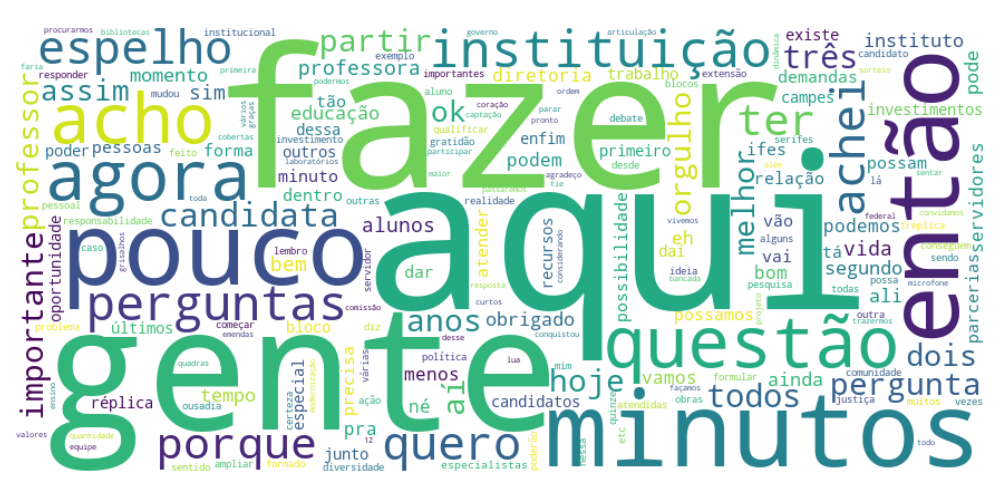 procurármos bibliotecas institucional governo articulação
espelho fazer partir instituição existe três instituto
faria primeira professora exemplo candidato
responder podermos importantes diretoria trabalho extensão dinâmica
assim momento sim mudou vários graças tão aluno coração ordem blocos sorteio demandas pode
professor acho educação ok captação parar pronto debate ter campes investimentos
poder pessoas feito forma dessa investimento cobertas outros qualificar gratidão participar enfim orgulho primeiro serifes ifes achei então possam
agora toda minuto laboratórios maior podem desde melhor relação podemos lá servidores
pessoal dentro outras realidade agradeço tie passaremos além sentar
responsabilidade candidata alunos atender recursos considerando possibilidade eh vivemos alguns vão tá vida federal convidamos tréplica
oportunidade caso grisalhos lembro servidor daí ideia vai conseguem
pouco aqui bem dar resposta bom pesquisa todas segundo sendo parcerias
importante perguntas comissão curtos bancada projeto possa ali microfone
últimos começar bloco anos obrigado possamos outra trazermos
problema emendas diz conquistou questão dois
gente quadras política desse lua precisa menos aí mim hoje vamos formular ainda comunidade pergunta
ensino réplica tempo certeza modernização várias ação candidatos façamos obras todos justiça muitos vezes
ousadia especial né pra quinze atendidas
valores quantidade equipe porque 12 quero etc nessa minutos todo
sentido ampliar formado junto diversidade especialistas poderão